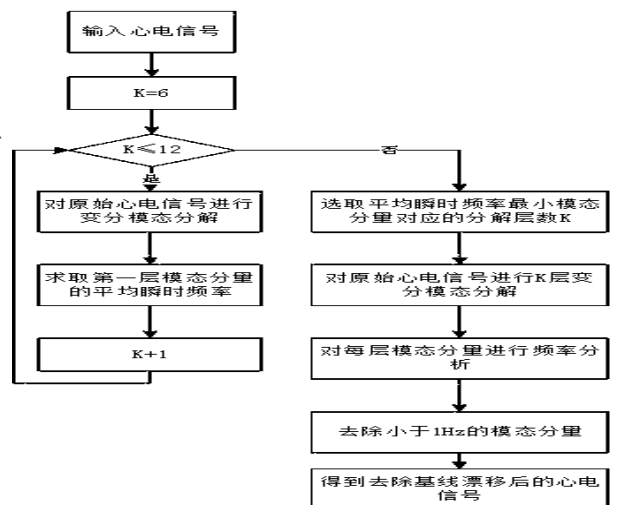 输入心电信号
K=6
K≤12
是
否
对原始心电信号进行
变分模态分解
求取第一层模态分量
的平均瞬时频率
K+1
选取平均瞬时频率最小模态
分量对应的分解层数K
对原始心电信号进行K层变
分模态分解
对每层模态分量进行频率分
析
去除小于1Hz的模态分量
得到去除基线漂移后的心电
信号